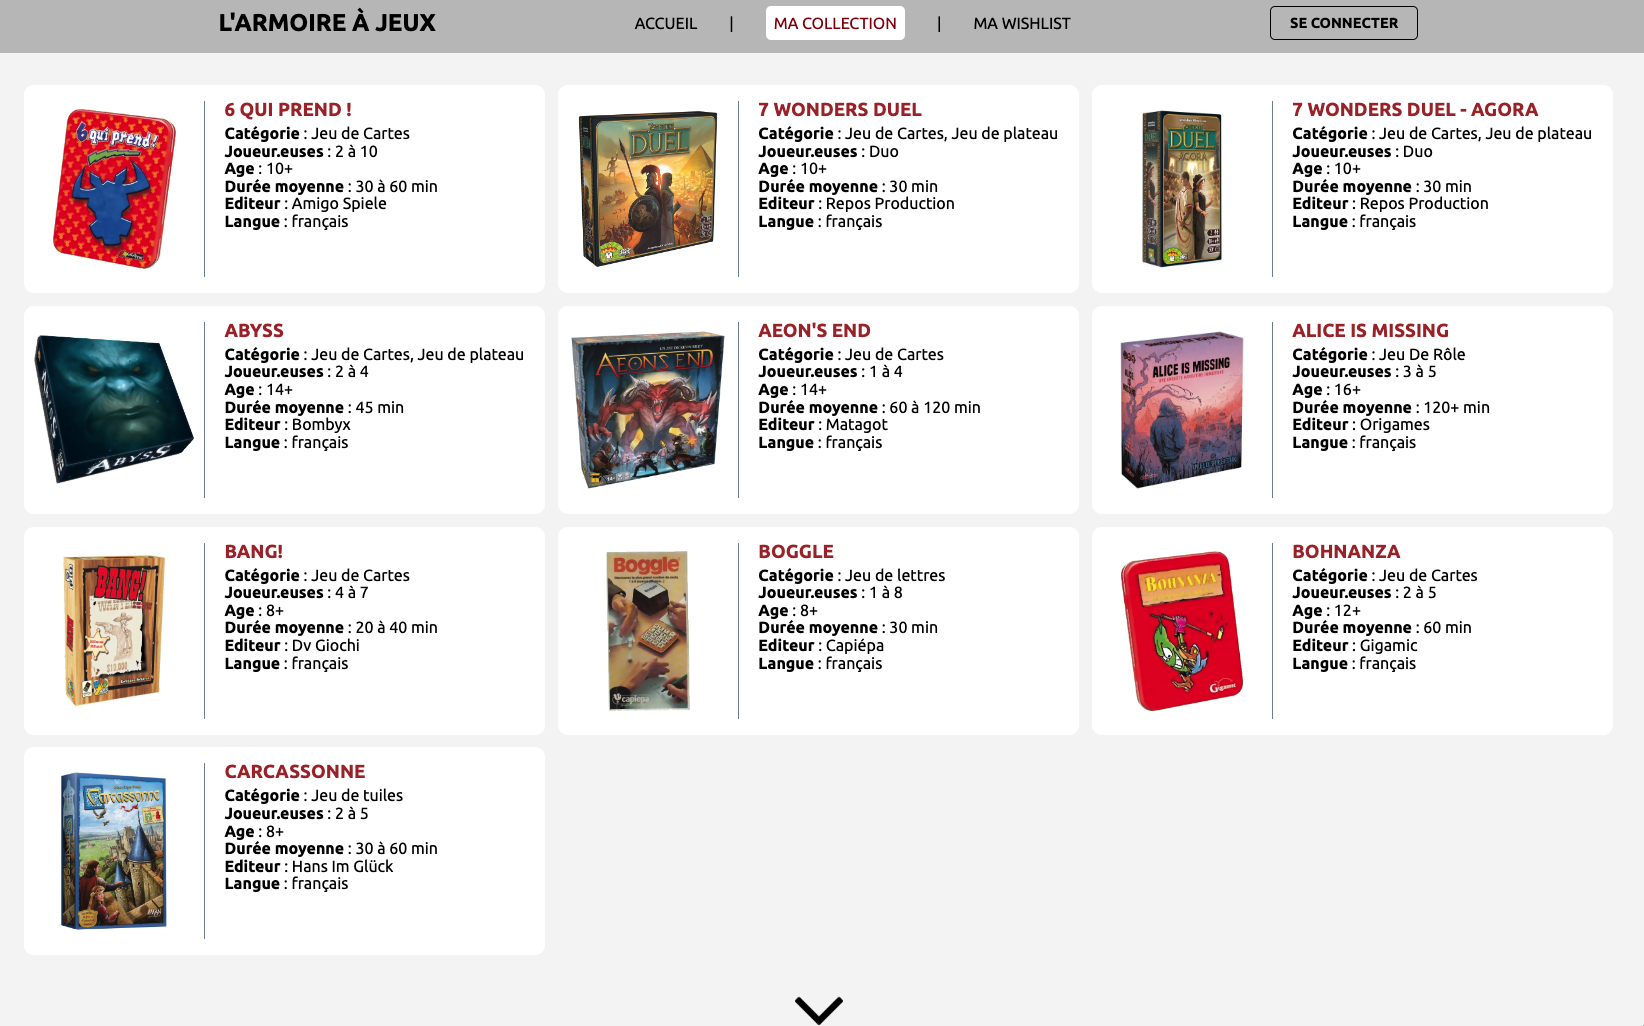 L'ARMOIRE À JEUX
ACCUEIL | MA COLLECTION | MA WISHLIST
SE CONNECTER
6 qui prend!
6 QUI PREND !
Catégorie : Jeu de Cartes
Joueur.euses : 2 à 10
Age : 10+
Durée moyenne : 30 à 60 min
Editeur : Amigo Spiele
Langue : français
DUEL
7 WONDERS DUEL
Catégorie : Jeu de Cartes, Jeu de plateau
Joueur.euses : Duo
Age : 10+
Durée moyenne : 30 min
Editeur : Repos Production
Langue : français
DUEL
AGORA
7 WONDERS DUEL - AGORA
Catégorie : Jeu de Cartes, Jeu de plateau
Joueur.euses : Duo
Age : 10+
Durée moyenne : 30 min
Editeur : Repos Production
Langue : français
ABYSS
ABYSS
ABYSS
Catégorie : Jeu de Cartes, Jeu de plateau
Joueur.euses : 2 à 4
Age : 14+
Durée moyenne : 45 min
Editeur : Bombyx
Langue : français
AEON'S END
14+
AEON'S END
Catégorie : Jeu de Cartes
Joueur.euses : 1 à 4
Age : 14+
Durée moyenne : 60 à 120 min
Editeur : Matagot
Langue : français
ALICE IS MISSING
ALICE IS MISSING
ALICE IS MISSING
Catégorie : Jeu De Rôle
Joueur.euses : 3 à 5
Age : 16+
Durée moyenne : 120+ min
Editeur : Origames
Langue : français
BANG!
BANG!
$10.000
BANG!
Catégorie : Jeu de Cartes
Joueur.euses : 4 à 7
Age : 8+
Durée moyenne : 20 à 40 min
Editeur : Dv Giochi
Langue : français
Boggle
capiepa
BOGGLE
Catégorie : Jeu de lettres
Joueur.euses : 1 à 8
Age : 8+
Durée moyenne : 30 min
Editeur : Capiépa
Langue : français
BOHNANZA
Gigamic
BOHNANZA
Catégorie : Jeu de Cartes
Joueur.euses : 2 à 5
Age : 12+
Durée moyenne : 60 min
Editeur : Gigamic
Langue : français
Carcassonne
CARCASSONNE
Catégorie : Jeu de tuiles
Joueur.euses : 2 à 5
Age : 8+
Durée moyenne : 30 à 60 min
Editeur : Hans Im Glück
Langue : français